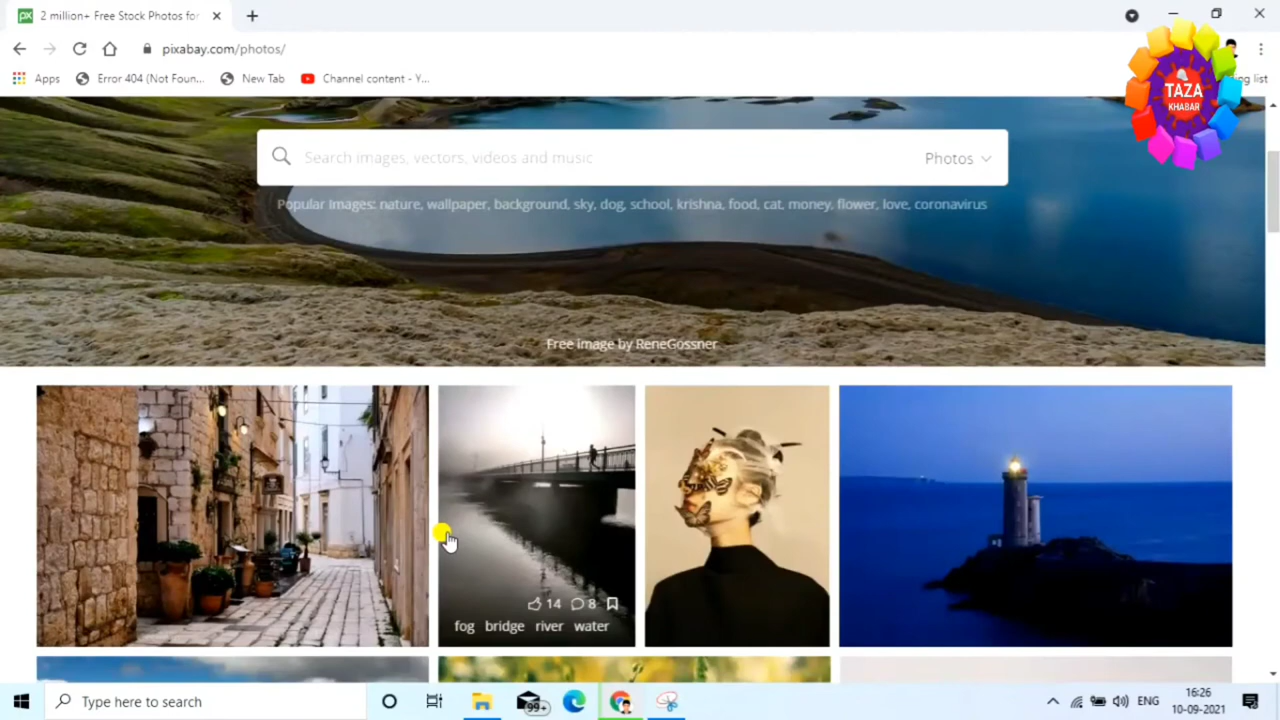 2 million+ Free Stock Photos for
pixabay.com/photos/
Apps
Error 404 (Not Foun...
New Tab
Channel content - Y...
ing list
TAZA
KHABAR
Search images, vectors, videos and music
Photos
Popular Images: nature, wallpaper, background, sky, dog, school, krishna, food, cat, money, flower, love, coronavirus
Free image by ReneGossner
14
8
fog bridge river water
Type here to search
99+
ENG
16:26
10-09-2021